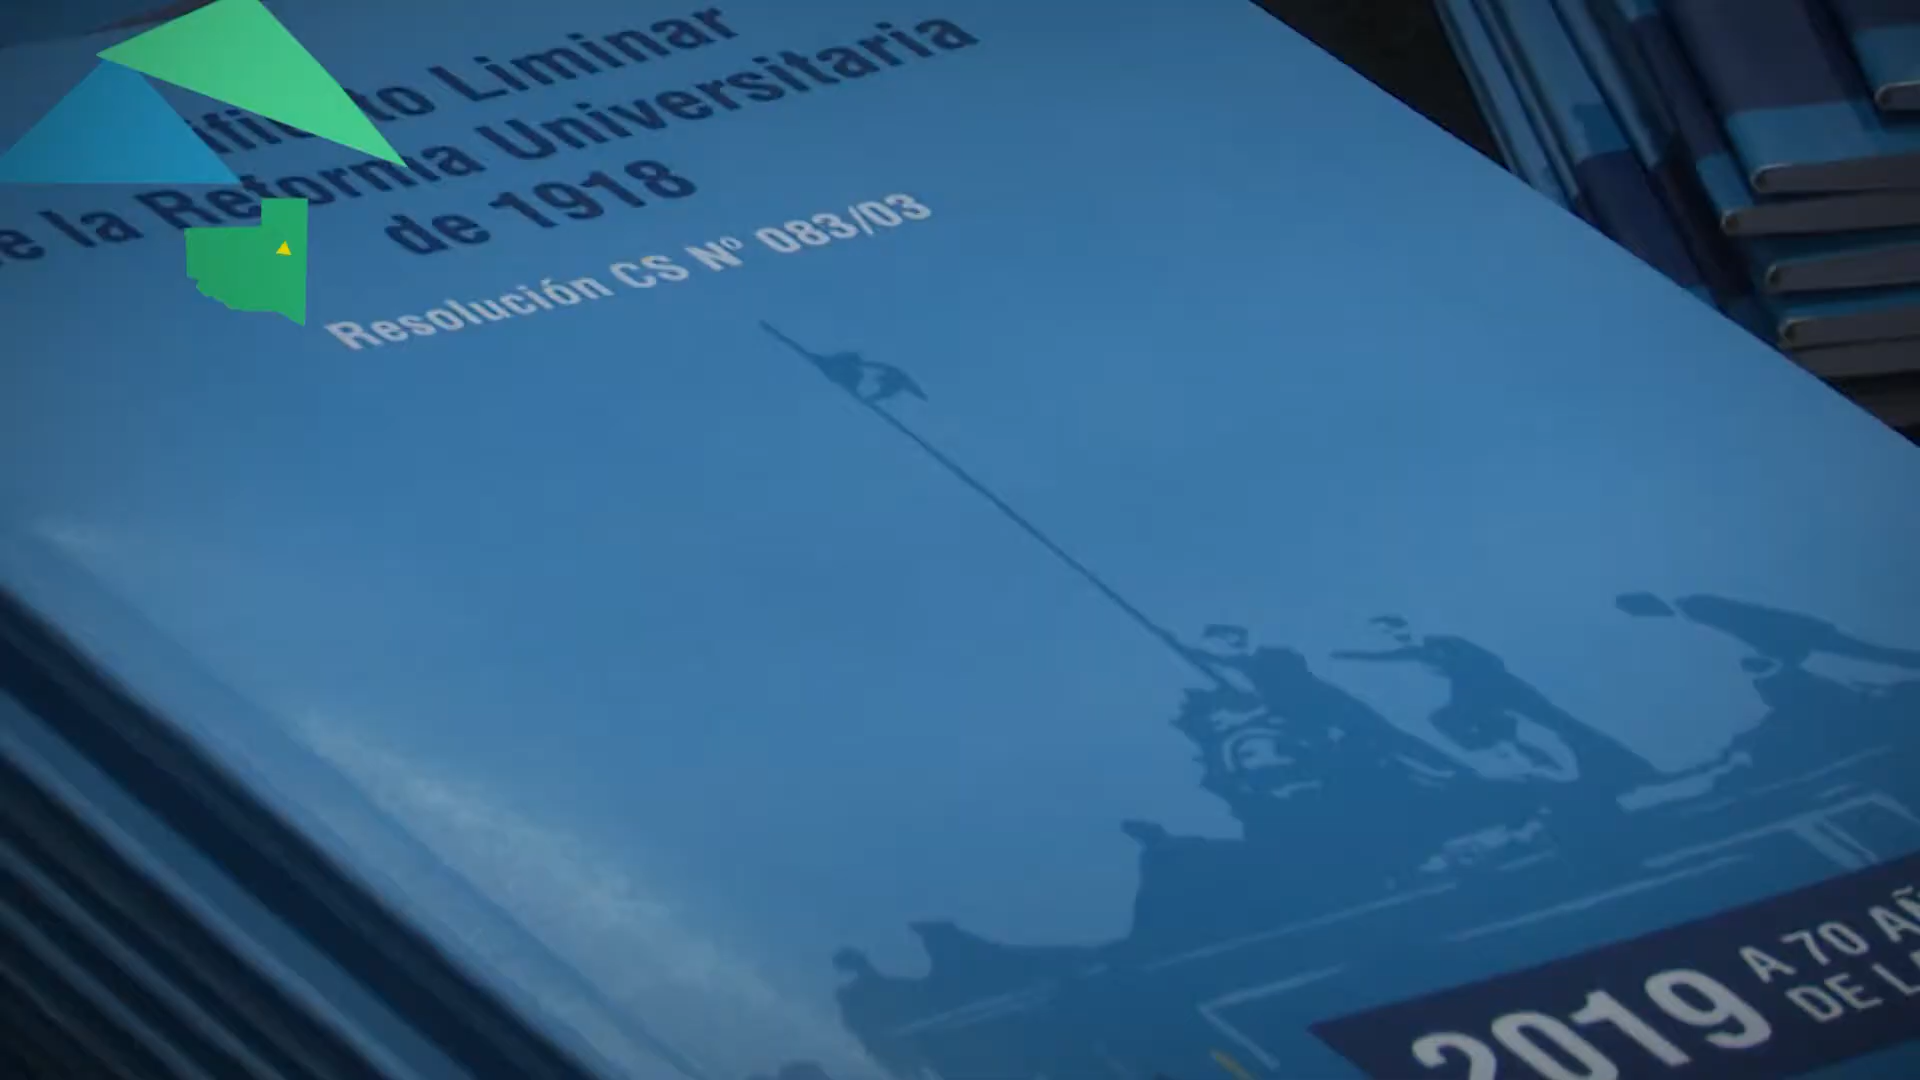 to Liminar
la Reforma Universitaria
de 1918
Resolución CS Nº 083/03
2019
A 70
DE